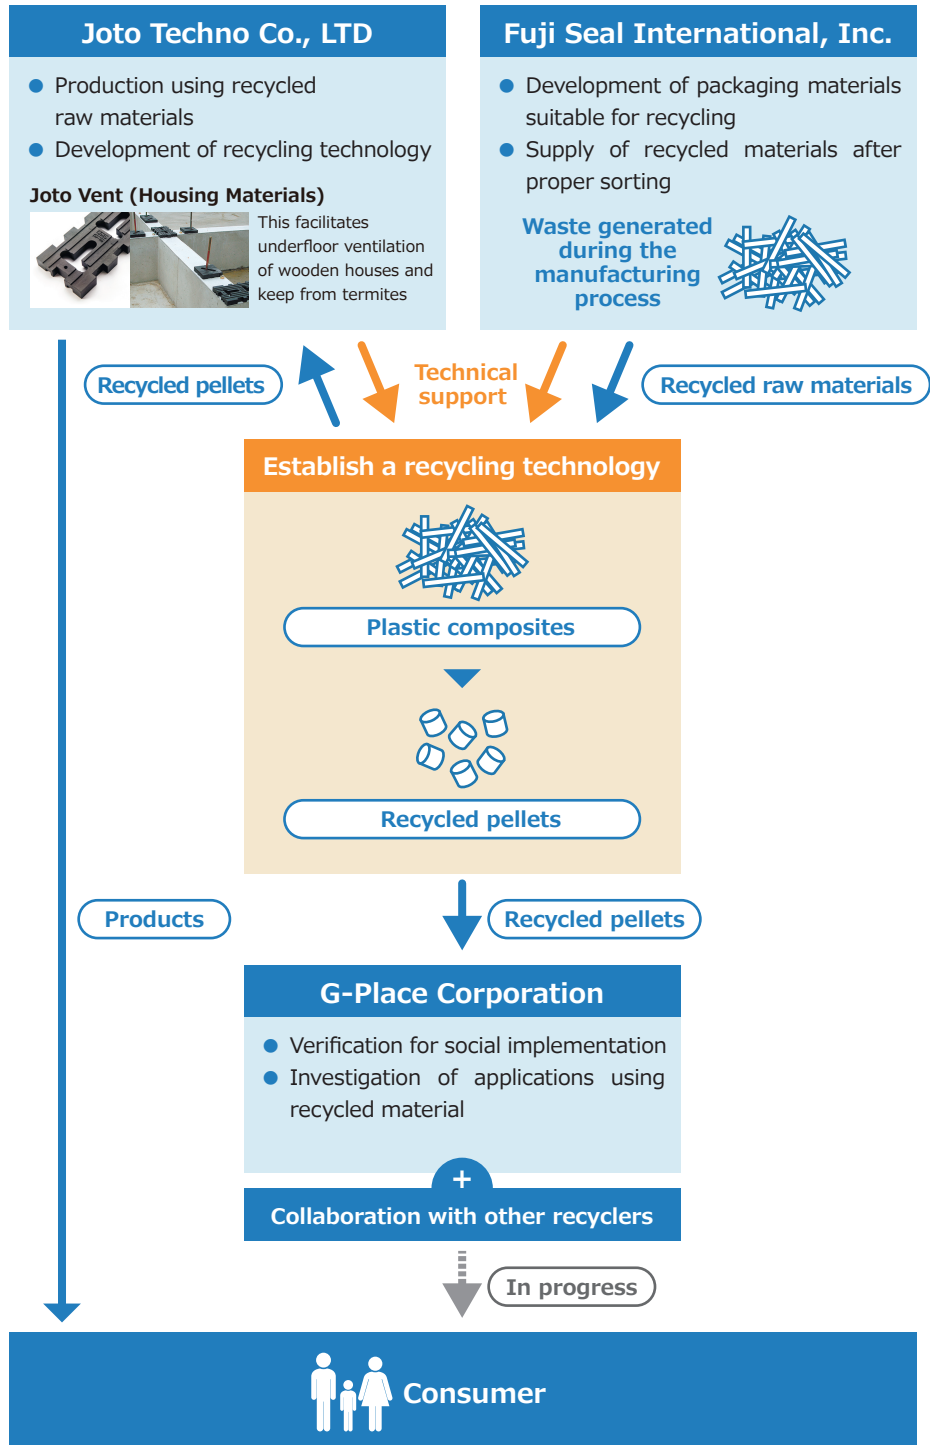 Joto Techno Co., LTD
Production using recycled
raw materials
Development of recycling technology
Joto Vent (Housing Materials)
This facilitates
underfloor ventilation
of wooden houses and
keep from termites
Fuji Seal International, Inc.
Development of packaging materials
suitable for recycling
Supply of recycled materials after
proper sorting
Waste generated
during the
manufacturing
process
Recycled pellets
Technical
support
Recycled raw materials
Establish a recycling technology
Plastic composites
Recycled pellets
Products
Recycled pellets
G-Place Corporation
Verification for social implementation
Investigation of applications using
recycled material
+
Collaboration with other recyclers
In progress
Consumer